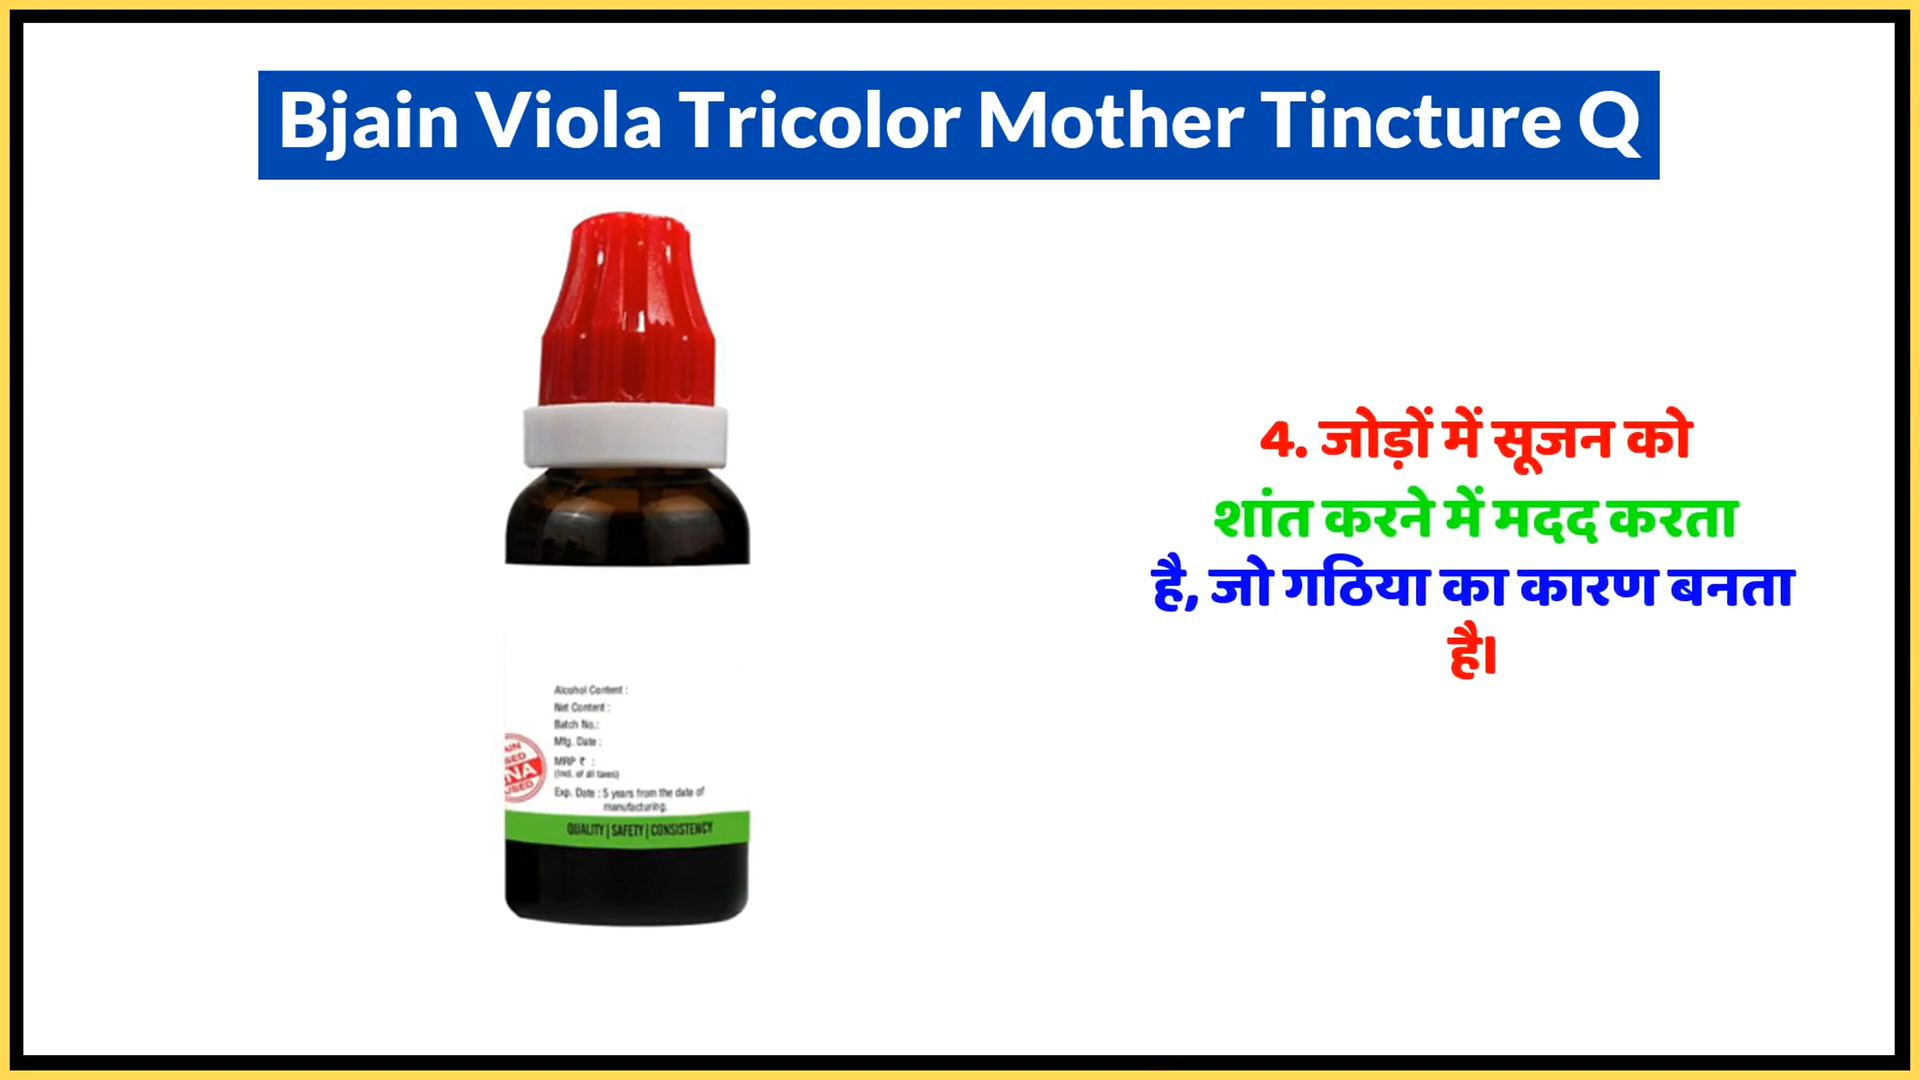 Bjain Viola Tricolor Mother Tincture Q
4. जोड़ों में सूजन को
शांत करने में मदद करता
है, जो गठिया का कारण बनता
है।
Alcohol Content :
Net Content :
Batch No.:
Mfg. Date :
MRP ₹ :
(Incl. of all taxes)
Exp. Date : 5 years from the date of
manufacturing.
QUALITY | SAFETY | CONSISTENCY